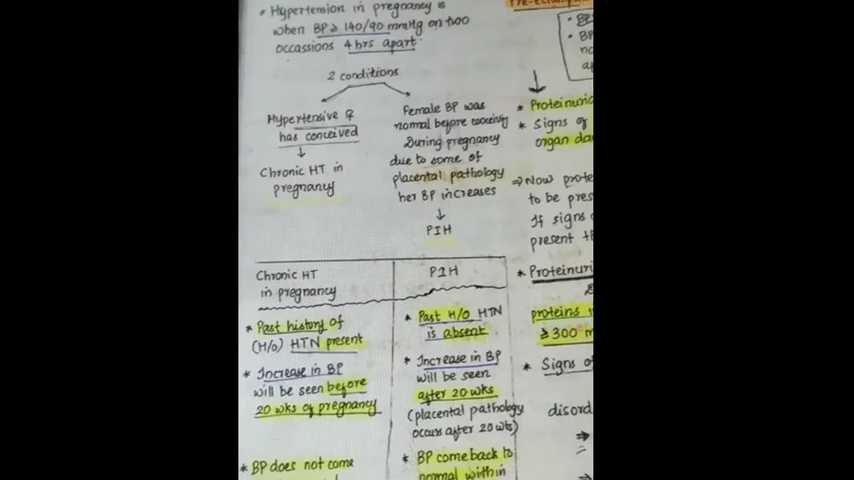 * Hypertension in pregnancy is
when BP ≥ 140/90 mmHg on two
occassions 4 hrs apart
2 conditions
Hypertensive ♀
has conceived
↓
Chronic HT in
pregnancy
Female BP was
normal before conceiving
During pregnancy
due to some of
placental pathology
her BP increases
↓
PIH
Chronic HT
in pregnancy
* Past history of
(H/o) HTN present
* Increase in BP
will be seen before
20 wks of pregnancy
* BP does not come
PIH
* Past H/O HTN
is absent
* Increase in BP
will be seen
after 20 wks
(placental pathology
occurs after 20 wks)
* BP come back to
normal within
* BP
* Proteinuria
* Signs of
organ da
⇒ Now prote
to be pres
If signs o
present th
* Proteinuri
proteins i
≥ 300 m
* Signs of
disord